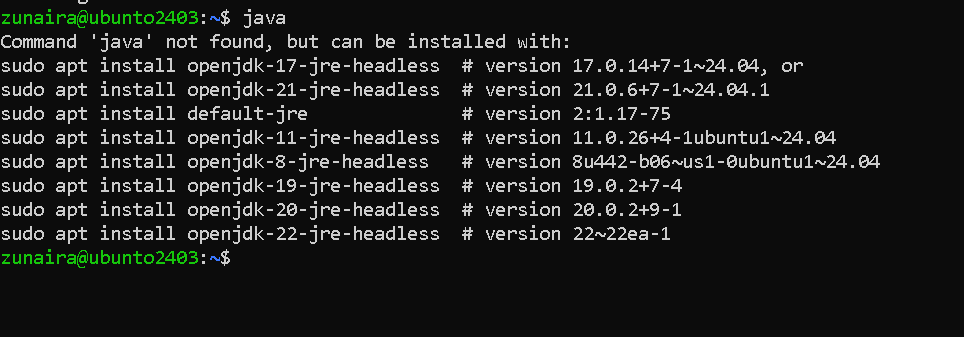 zunaira@ubunto2403:~$ java
Command 'java' not found, but can be installed with:
sudo apt install openjdk-17-jre-headless  # version 17.0.14+7-1~24.04, or
sudo apt install openjdk-21-jre-headless  # version 21.0.6+7-1~24.04.1
sudo apt install default-jre              # version 2:1.17-75
sudo apt install openjdk-11-jre-headless  # version 11.0.26+4-1ubuntu1~24.04
sudo apt install openjdk-8-jre-headless   # version 8u442-b06~us1-0ubuntu1~24.04
sudo apt install openjdk-19-jre-headless  # version 19.0.2+7-4
sudo apt install openjdk-20-jre-headless  # version 20.0.2+9-1
sudo apt install openjdk-22-jre-headless  # version 22~22ea-1
zunaira@ubunto2403:~$